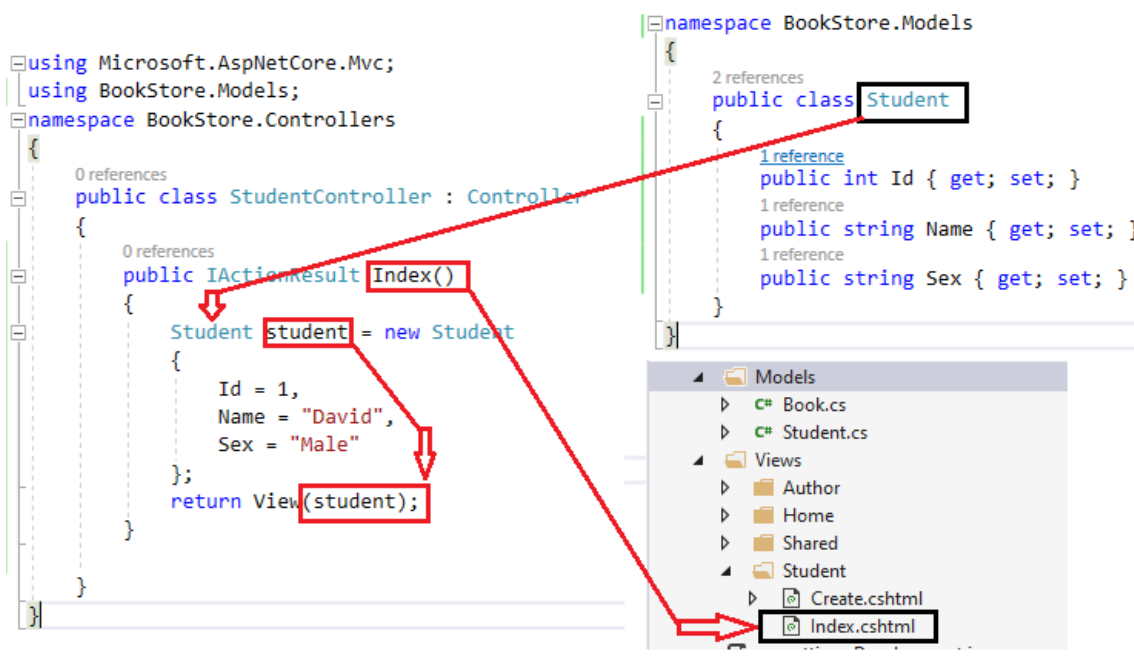 using Microsoft.AspNetCore.Mvc;
using BookStore.Models;
namespace BookStore.Controllers
{
0 references
public class StudentController : Controller
{
0 references
public IActionResult Index()
{
Student student = new Student
{
Id = 1,
Name = "David",
Sex = "Male"
};
return View(student);
}
}
}
namespace BookStore.Models
{
2 references
public class Student
{
1 reference
public int Id { get; set; }
1 reference
public string Name { get; set; }
1 reference
public string Sex { get; set; }
}
}
Models
C# Book.cs
C# Student.cs
Views
Author
Home
Shared
Student
Create.cshtml
Index.cshtml